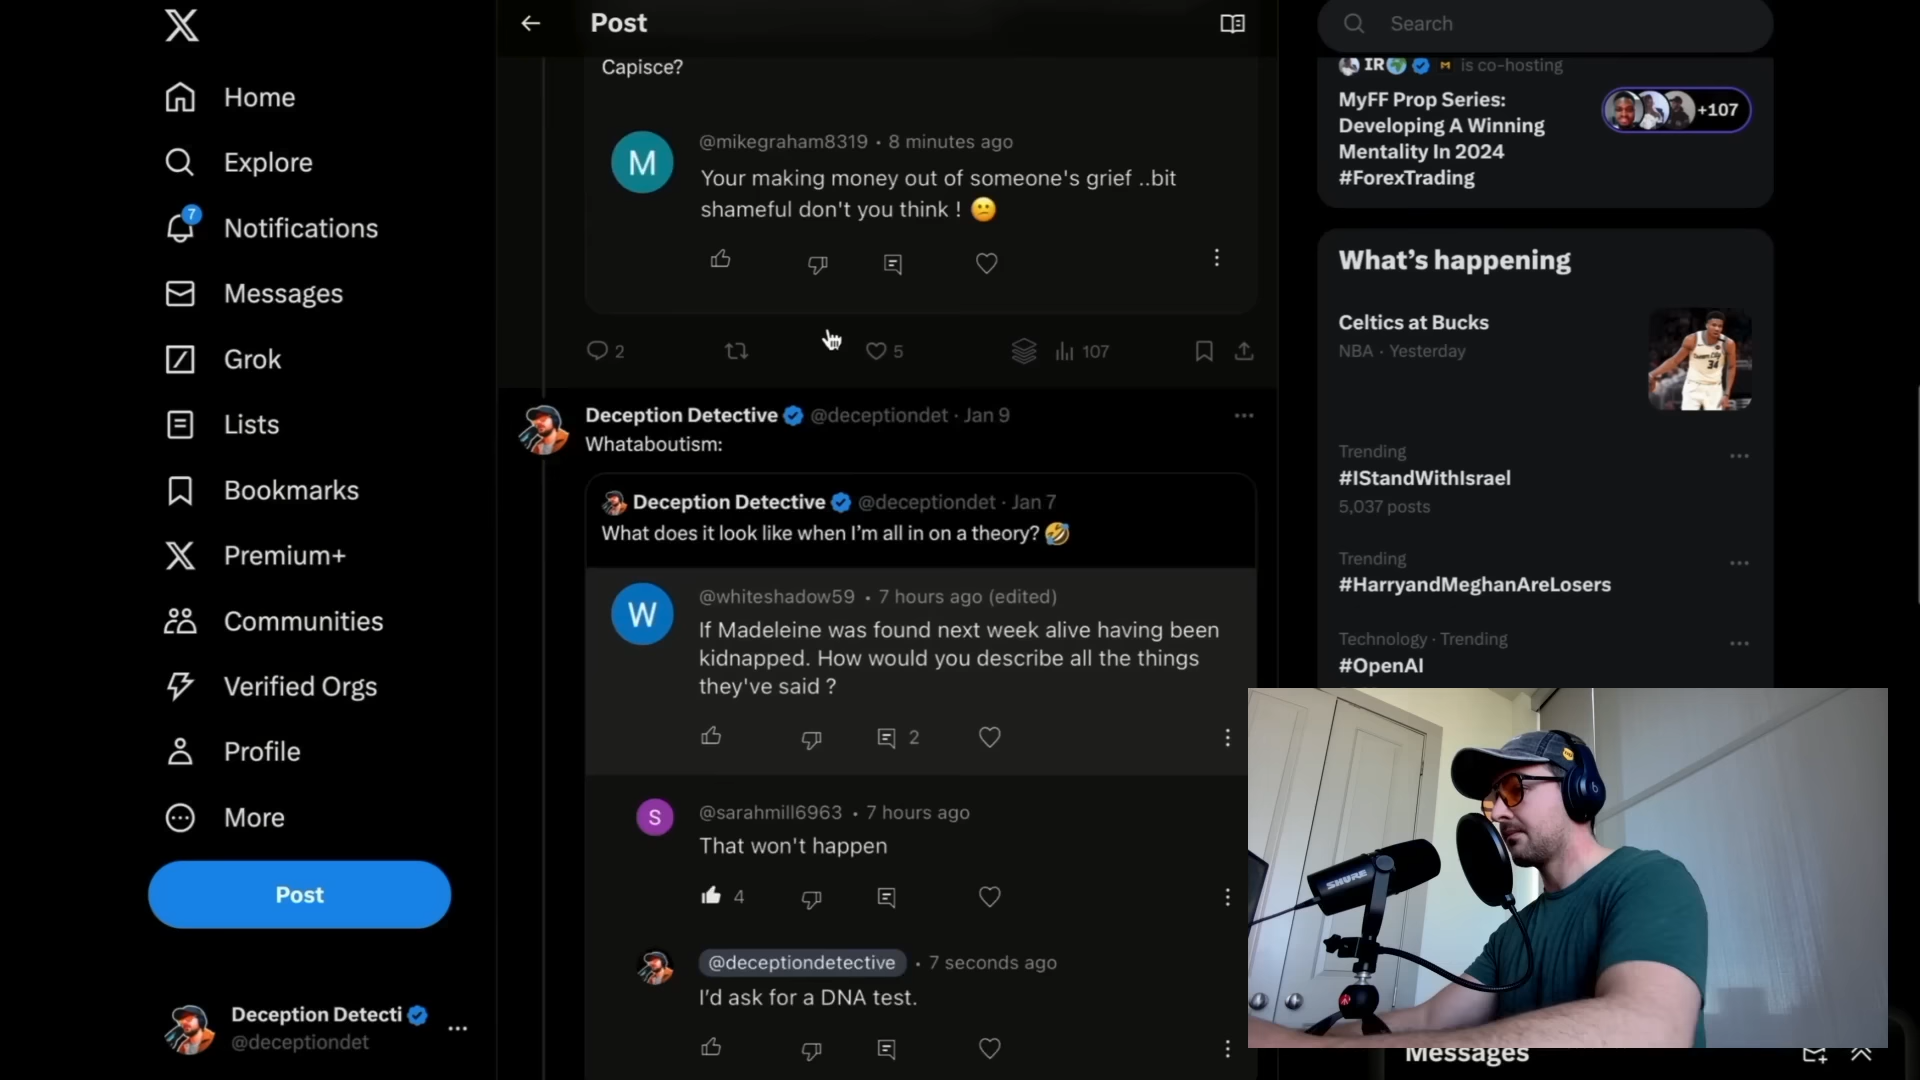 Home
Explore
7
Notifications
Messages
Grok
Lists
Bookmarks
Premium+
Communities
Verified Orgs
Profile
More
Post
Deception Detecti
@deceptiondet
Post
Capisce?
M
@mikegraham8319 • 8 minutes ago
Your making money out of someone's grief ..bit
shameful don't you think ! 😕
2
5
107
Deception Detective @deceptiondet · Jan 9
Whataboutism:
Deception Detective @deceptiondet · Jan 7
What does it look like when I'm all in on a theory? 🤣
W
@whiteshadow59 • 7 hours ago (edited)
If Madeleine was found next week alive having been
kidnapped. How would you describe all the things
they've said ?
2
S
@sarahmill6963 • 7 hours ago
That won't happen
4
@deceptiondetective • 7 seconds ago
I'd ask for a DNA test.
Search
IR🌍 M is co-hosting
MyFF Prop Series:
Developing A Winning
Mentality In 2024
#ForexTrading
+107
What's happening
Celtics at Bucks
NBA · Yesterday
34
Trending
#IStandWithIsrael
5,037 posts
Trending
#HarryandMeghanAreLosers
Technology · Trending
#OpenAI
SHURE
Messages